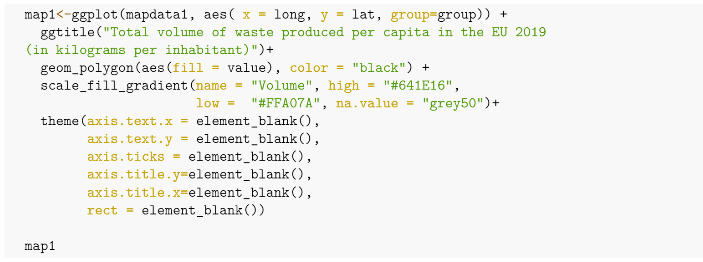 map1<-ggplot(mapdata1, aes( x = long, y = lat, group=group)) +
  ggtitle("Total volume of waste produced per capita in the EU 2019
(in kilograms per inhabitant)")+
  geom_polygon(aes(fill = value), color = "black") +
  scale_fill_gradient(name = "Volume", high = "#641E16",
                      low =  "#FFA07A", na.value = "grey50")+
  theme(axis.text.x = element_blank(),
        axis.text.y = element_blank(),
        axis.ticks = element_blank(),
        axis.title.y=element_blank(),
        axis.title.x=element_blank(),
        rect = element_blank())

map1